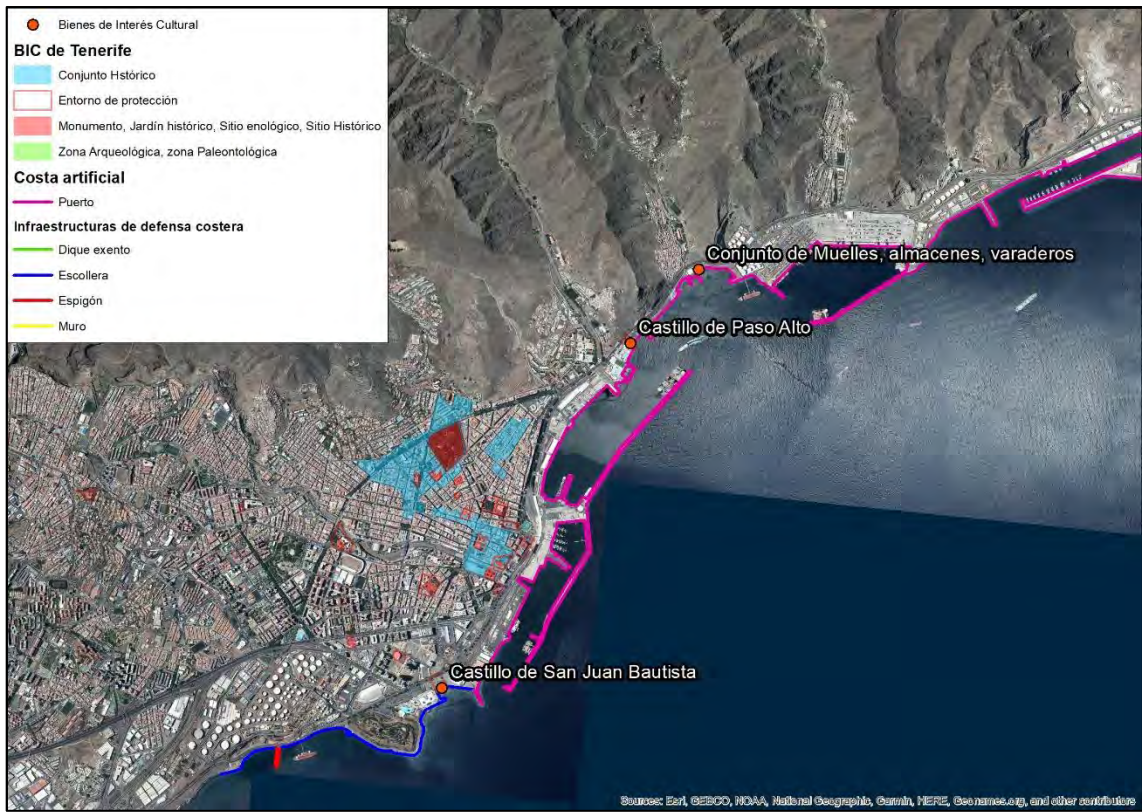 Bienes de Interés Cultural
BIC de Tenerife
Conjunto Hstórico
Entorno de protección
Monumento, Jardín histórico, Sitio enológico, Sitio Histórico
Zona Arqueológica, zona Paleontológica
Costa artificial
Puerto
Infraestructuras de defensa costera
Dique exento
Escollera
Espigón
Muro
Conjunto de Muelles, almacenes, varaderos
Castillo de Paso Alto
Castillo de San Juan Bautista
Sources: Esri, GEBCO, NOAA, National Geographic, Garmin, HERE, Geonames.org, and other contributors